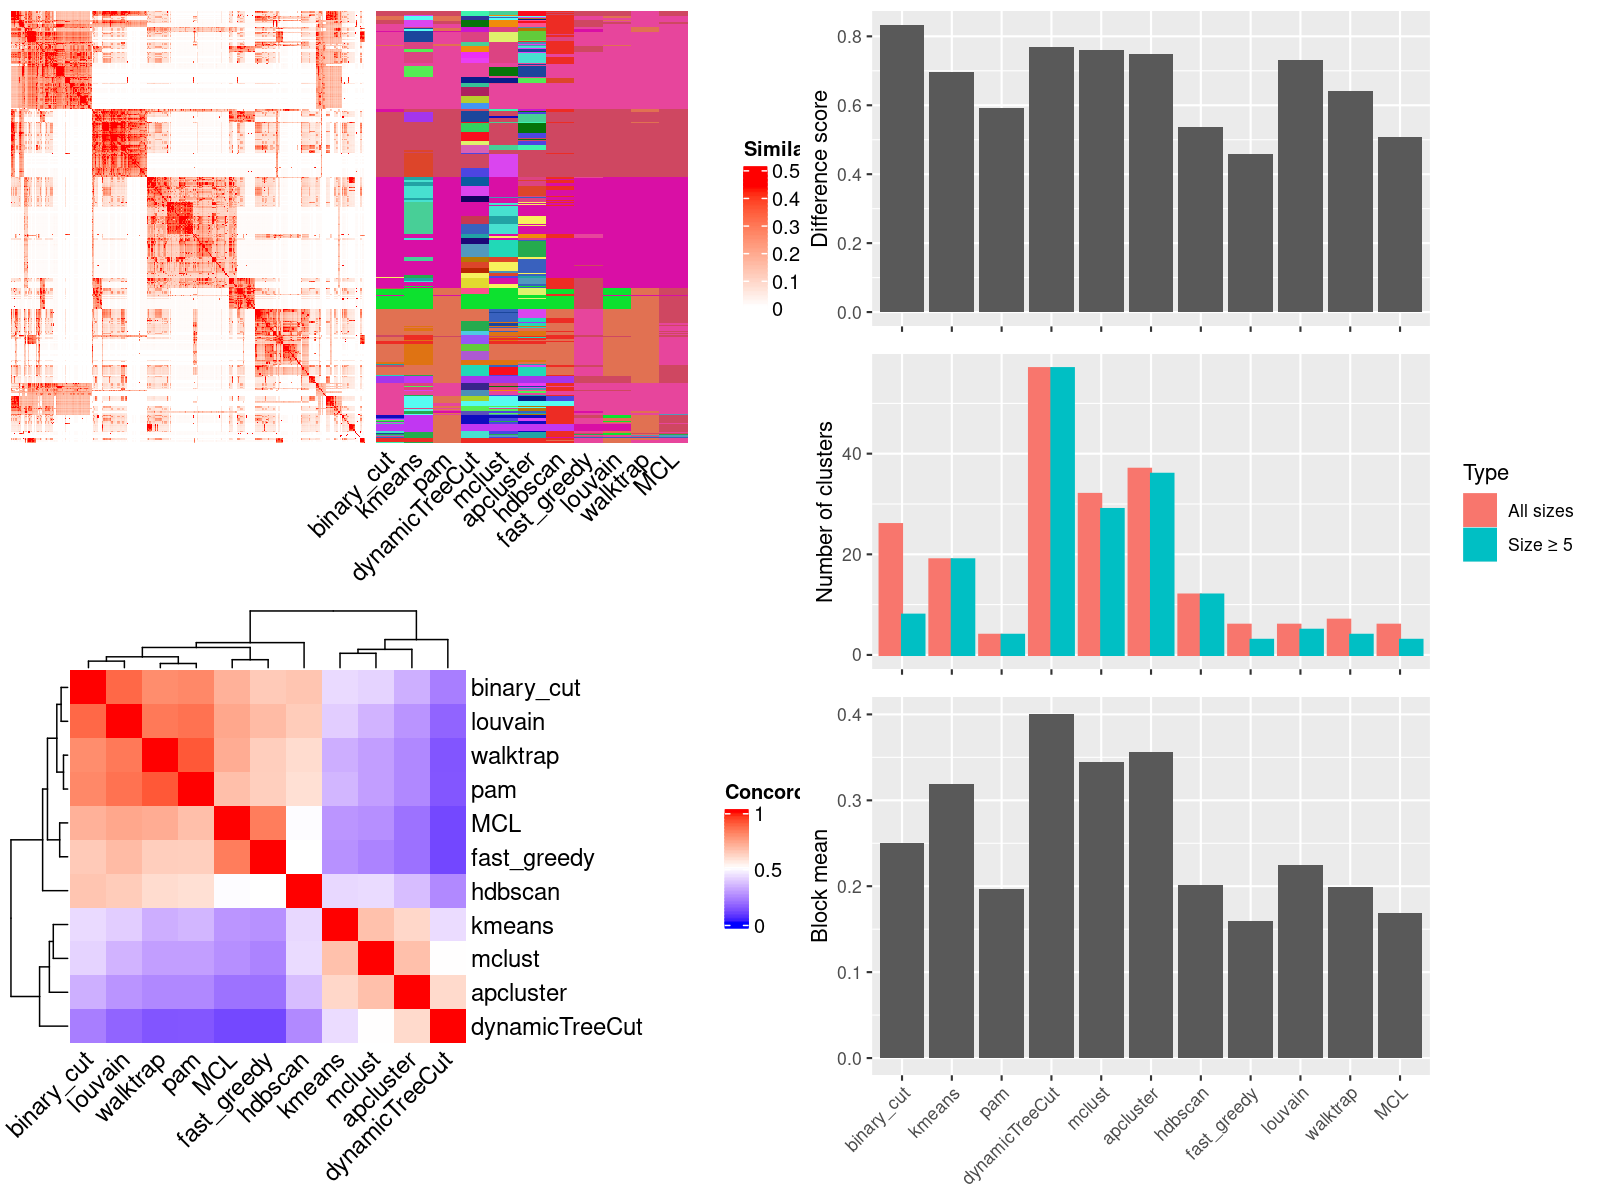 Simila
0.5
0.4
0.3
0.2
0.1
0
binary_cut
kmeans
pam
dynamicTreeCut
mclust
apcluster
hdbscan
fast_greedy
louvain
walktrap
MCL
binary_cut
louvain
walktrap
pam
MCL
fast_greedy
hdbscan
kmeans
mclust
apcluster
dynamicTreeCut
binary_cut
louvain
walktrap
pam
MCL
fast_greedy
hdbscan
kmeans
mclust
apcluster
dynamicTreeCut
Concord
1
0.5
0
Difference score
0.8
0.6
0.4
0.2
0.0
Number of clusters
40
20
0
Type
All sizes
Size ≥ 5
Block mean
0.4
0.3
0.2
0.1
0.0
binary_cut
kmeans
pam
dynamicTreeCut
mclust
apcluster
hdbscan
fast_greedy
louvain
walktrap
MCL